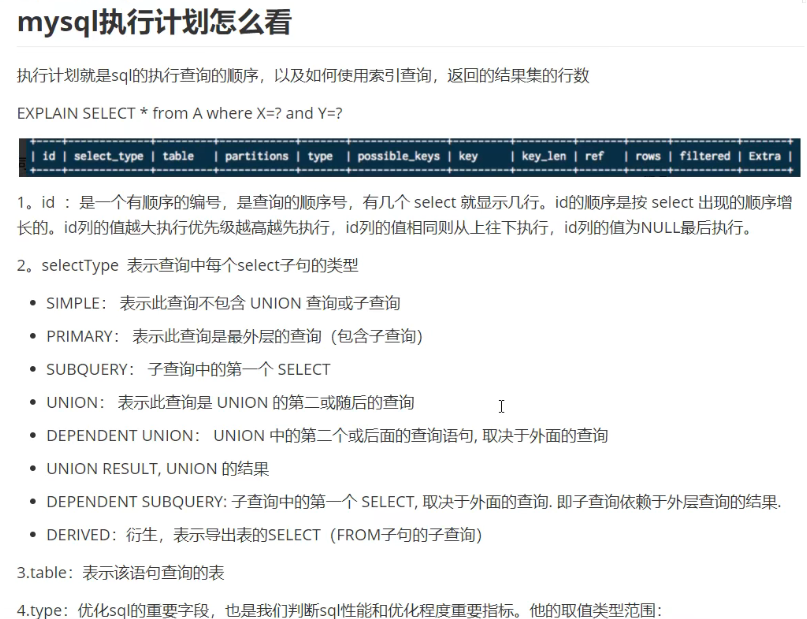 mysql执行计划怎么看
执行计划就是sql的执行查询的顺序，以及如何使用索引查询，返回的结果集的行数
EXPLAIN SELECT * from A where X=? and Y=?
| id | select_type | table | partitions | type | possible_keys | key | key_len | ref | rows | filtered | Extra |
1。id ：是一个有顺序的编号，是查询的顺序号，有几个 select 就显示几行。id的顺序是按 select 出现的顺序增
长的。id列的值越大执行优先级越高越先执行，id列的值相同则从上往下执行，id列的值为NULL最后执行。
2。selectType 表示查询中每个select子句的类型
• SIMPLE： 表示此查询不包含 UNION 查询或子查询
• PRIMARY： 表示此查询是最外层的查询（包含子查询）
• SUBQUERY： 子查询中的第一个 SELECT
• UNION： 表示此查询是 UNION 的第二或随后的查询
• DEPENDENT UNION： UNION 中的第二个或后面的查询语句, 取决于外面的查询
• UNION RESULT, UNION 的结果
• DEPENDENT SUBQUERY: 子查询中的第一个 SELECT, 取决于外面的查询. 即子查询依赖于外层查询的结果.
• DERIVED：衍生，表示导出表的SELECT（FROM子句的子查询）
3.table：表示该语句查询的表
4.type：优化sql的重要字段，也是我们判断sql性能和优化程度重要指标。他的取值类型范围：